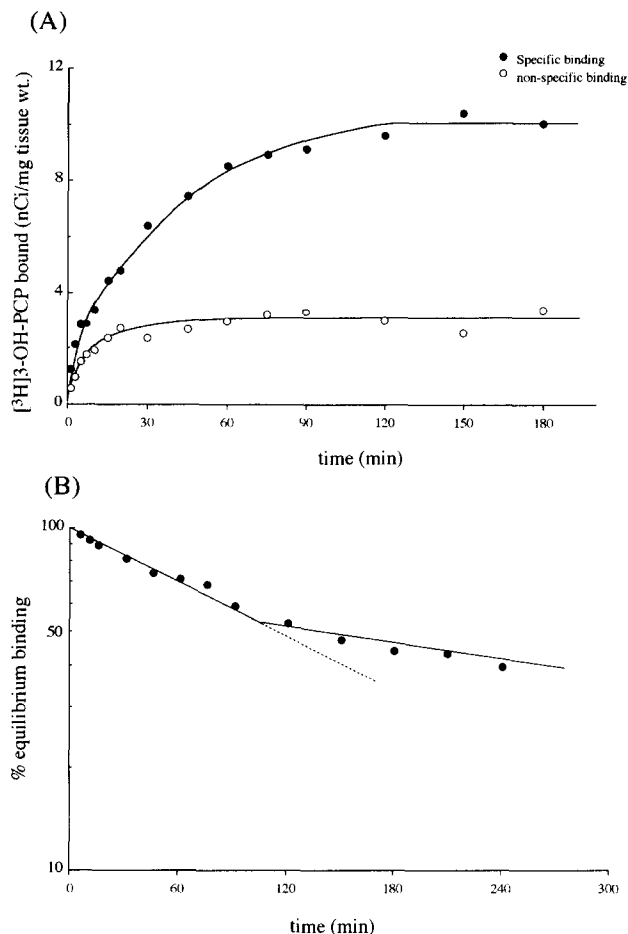 (A)
Specific binding
non-specific binding
[³H]3-OH-PCP bound (nCi/mg tissue wt.)
12
8
4
0
0 30 60 90 120 150 180
time (min)
(B)
% equilibrium binding
100
50
10
0 60 120 180 240 300
time (min)